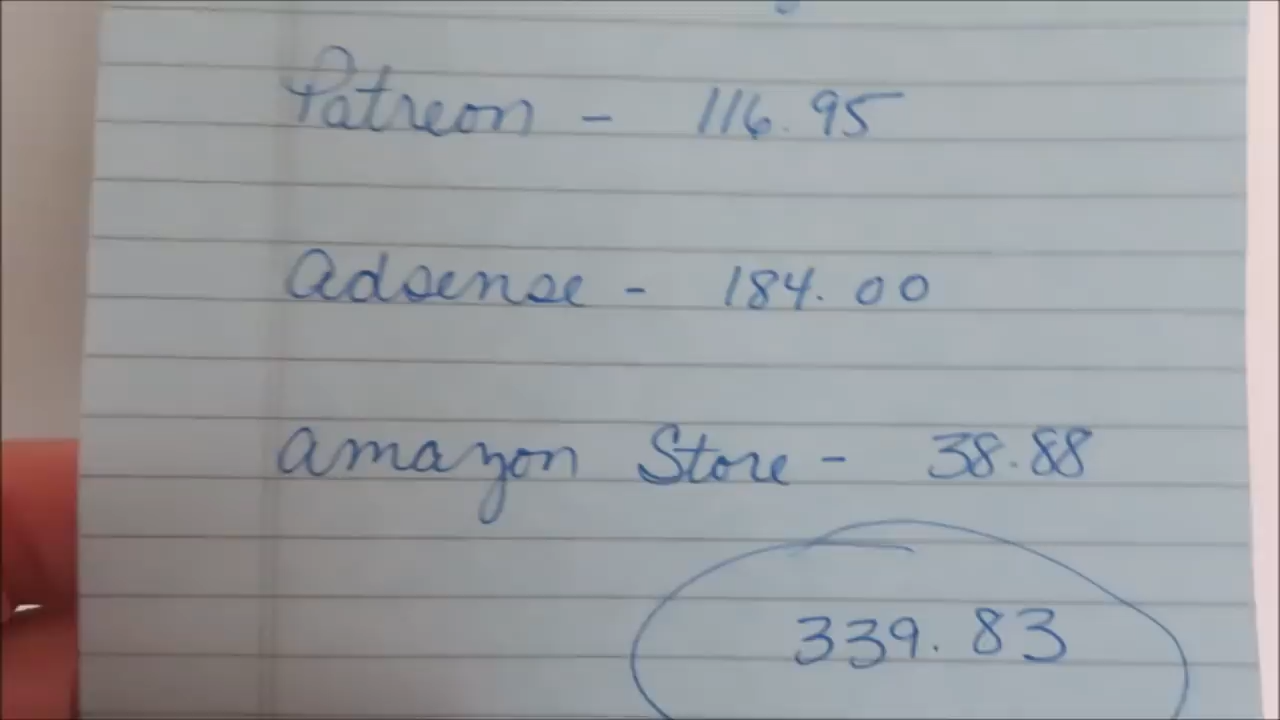 Patreon - 116.95
Adsense - 184.00
Amazon Store - 38.88
339.83